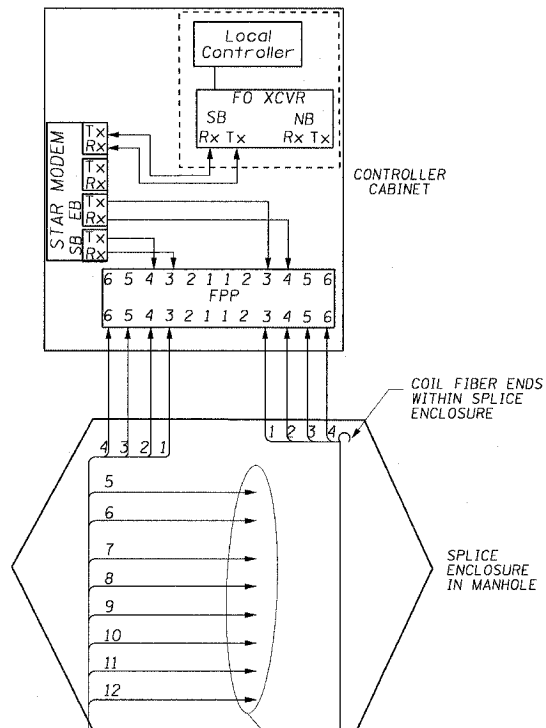 Local
Controller
FO XCVR
SB NB
Rx Tx Rx Tx
STAR MODEM
Tx
Rx
Tx
Rx
EB
Tx
Rx
SB
Tx
Rx
CONTROLLER
CABINET
6 5 4 3 2 1 1 2 3 4 5 6
FPP
6 5 4 3 2 1 1 2 3 4 5 6
COIL FIBER ENDS
WITHIN SPLICE
ENCLOSURE
4 3 2 1
1 2 3 4
5
6
7
8
9
10
11
12
SPLICE
ENCLOSURE
IN MANHOLE